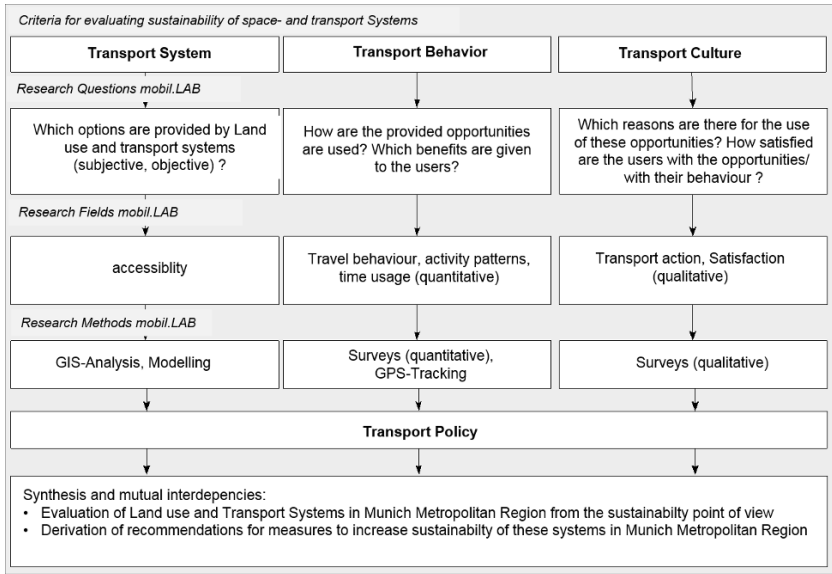 Criteria for evaluating sustainability of space- and transport Systems
Transport System
Transport Behavior
Transport Culture
Research Questions mobil.LAB
Which options are provided by Land
use and transport systems
(subjective, objective) ?
How are the provided opportunities
are used? Which benefits are given
to the users?
Which reasons are there for the use
of these opportunities? How satisfied
are the users with the opportunities/
with their behaviour ?
Research Fields mobil.LAB
accessiblity
Travel behaviour, activity patterns,
time usage (quantitative)
Transport action, Satisfaction
(qualitative)
Research Methods mobil.LAB
GIS-Analysis, Modelling
Surveys (quantitative),
GPS-Tracking
Surveys (qualitative)
Transport Policy
Synthesis and mutual interdepencies:
• Evaluation of Land use and Transport Systems in Munich Metropolitan Region from the sustainabilty point of view
• Derivation of recommendations for measures to increase sustainabilty of these systems in Munich Metropolitan Region